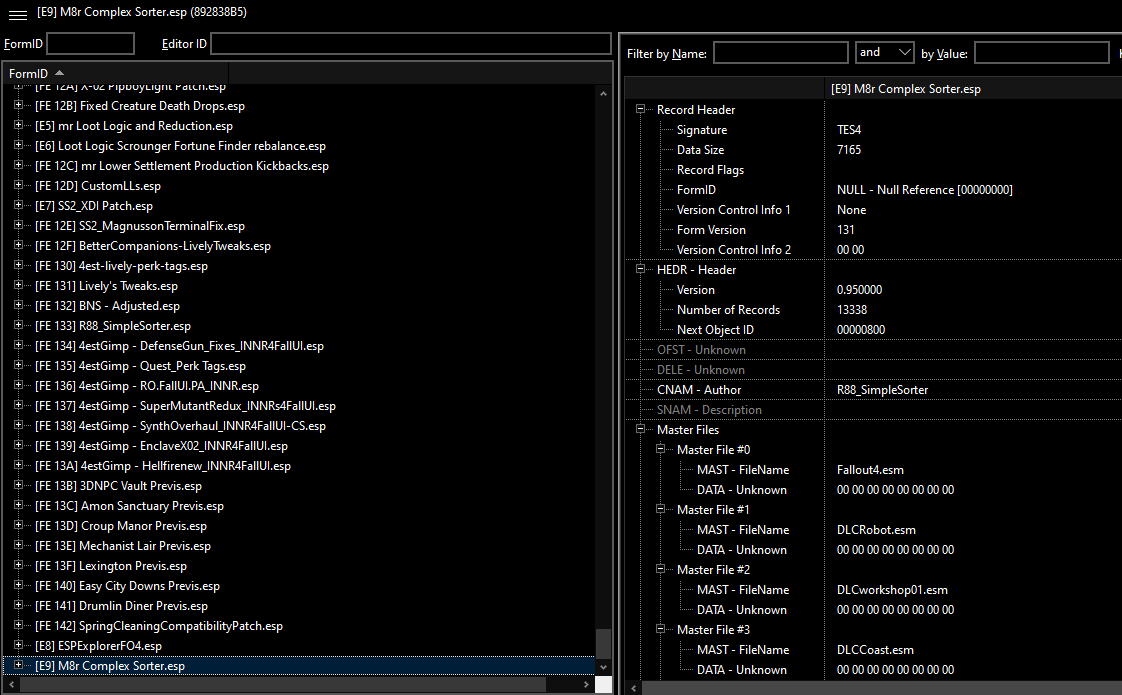 [E9] M8r Complex Sorter.esp (892838B5)
FormID
Editor ID
FormID
[FE 12A] X-02 PipboyLight Patch.esp
[FE 12B] Fixed Creature Death Drops.esp
[E5] mr Loot Logic and Reduction.esp
[E6] Loot Logic Scrounger Fortune Finder rebalance.esp
[FE 12C] mr Lower Settlement Production Kickbacks.esp
[FE 12D] CustomLLs.esp
[E7] SS2_XDI Patch.esp
[FE 12E] SS2_MagnussonTerminalFix.esp
[FE 12F] BetterCompanions-LivelyTweaks.esp
[FE 130] 4est-lively-perk-tags.esp
[FE 131] Lively's Tweaks.esp
[FE 132] BNS - Adjusted.esp
[FE 133] R88_SimpleSorter.esp
[FE 134] 4estGimp - DefenseGun_Fixes_INNR4FallUI.esp
[FE 135] 4estGimp - Quest_Perk Tags.esp
[FE 136] 4estGimp - RO.FallUI.PA_INNR.esp
[FE 137] 4estGimp - SuperMutantRedux_INNRs4FallUI.esp
[FE 138] 4estGimp - SynthOverhaul_INNR4FallUI-CS.esp
[FE 139] 4estGimp - EnclaveX02_INNR4FallUI.esp
[FE 13A] 4estGimp - Hellfirenew_INNR4FallUI.esp
[FE 13B] 3DNPC Vault Previs.esp
[FE 13C] Amon Sanctuary Previs.esp
[FE 13D] Croup Manor Previs.esp
[FE 13E] Mechanist Lair Previs.esp
[FE 13F] Lexington Previs.esp
[FE 140] Easy City Downs Previs.esp
[FE 141] Drumlin Diner Previs.esp
[FE 142] SpringCleaningCompatibilityPatch.esp
[E8] ESPExplorerFO4.esp
[E9] M8r Complex Sorter.esp
Filter by Name:
and
by Value:
[E9] M8r Complex Sorter.esp
Record Header
Signature TES4
Data Size 7165
Record Flags
FormID NULL - Null Reference [00000000]
Version Control Info 1 None
Form Version 131
Version Control Info 2 00 00
HEDR - Header
Version 0.950000
Number of Records 13338
Next Object ID 00000800
OFST - Unknown
DELE - Unknown
CNAM - Author R88_SimpleSorter
SNAM - Description
Master Files
Master File #0
MAST - FileName Fallout4.esm
DATA - Unknown 00 00 00 00 00 00 00 00
Master File #1
MAST - FileName DLCRobot.esm
DATA - Unknown 00 00 00 00 00 00 00 00
Master File #2
MAST - FileName DLCworkshop01.esm
DATA - Unknown 00 00 00 00 00 00 00 00
Master File #3
MAST - FileName DLCCoast.esm
DATA - Unknown 00 00 00 00 00 00 00 00